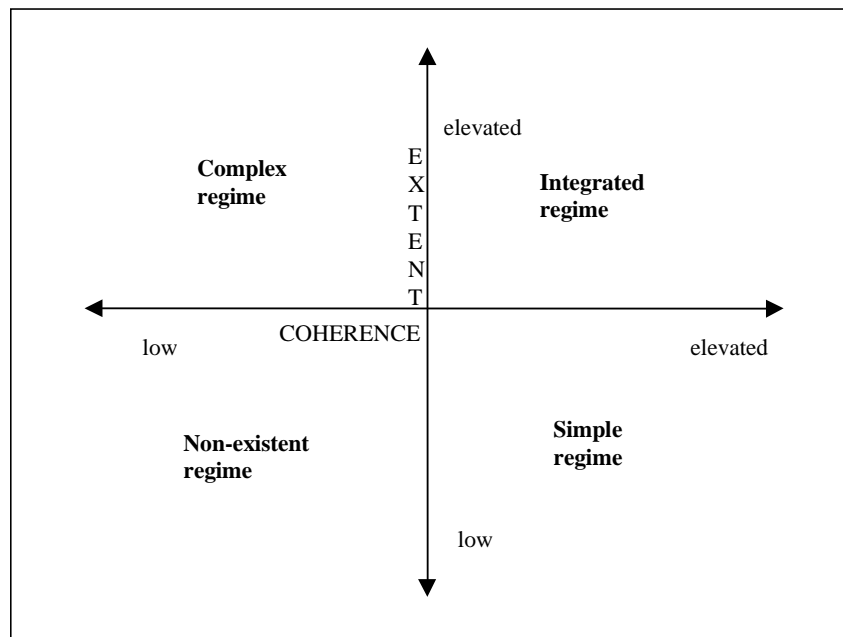 elevated
E
X
T
E
N
T
Complex
regime
Integrated
regime
COHERENCE
low
elevated
Non-existent
regime
Simple
regime
low